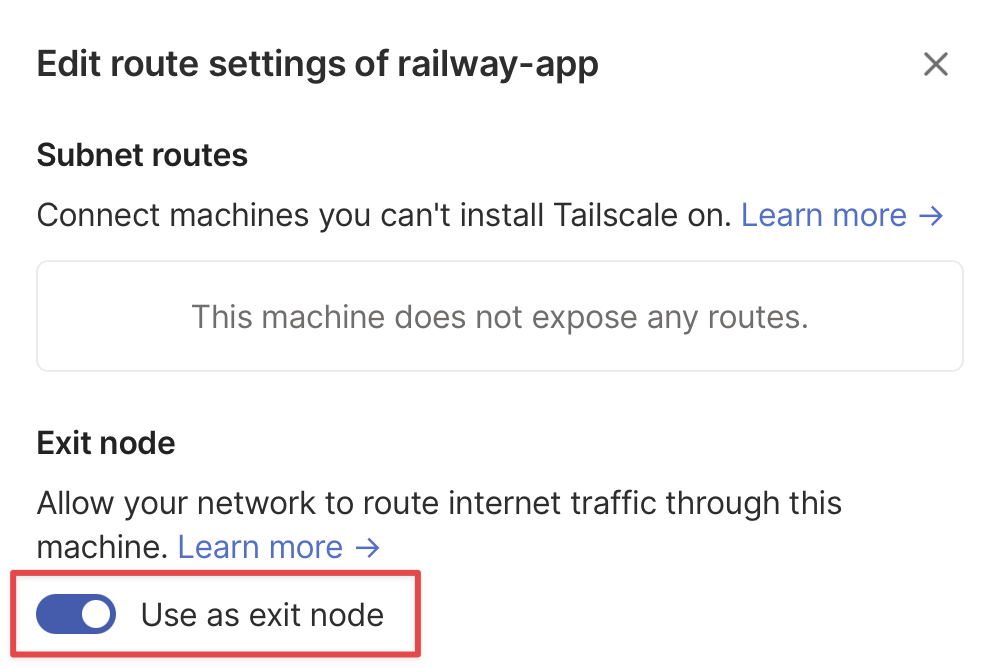 Edit route settings of railway-app
Subnet routes
Connect machines you can't install Tailscale on. Learn more →
This machine does not expose any routes.
Exit node
Allow your network to route internet traffic through this
machine. Learn more →
Use as exit node